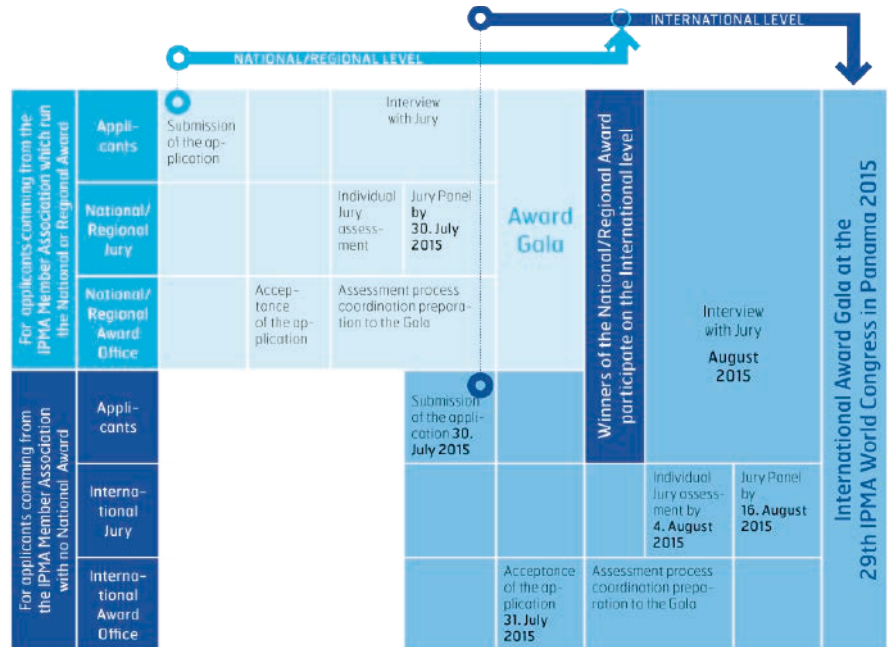 INTERNATIONAL LEVEL
NATIONAL/REGIONAL LEVEL
For applicants comming from the
IPMA Member Association which run
the National or Regional Award
Appli-
cants
Submission
of the ap-
plication
Interview
with Jury
National/
Regional
Jury
Individual
Jury
assess-
ment
Jury Panel
by
30. July
2015
National/
Regional
Award
Office
Accep-
tance
of the ap-
plication
Assessment process
coordination prepara-
tion to the Gala
Award
Gala
Winners of the National/Regional Award
participate on the International level
Interview
with Jury
August
2015
International Award Gala at the
29th IPMA World Congress in Panama 2015
For applicants comming from
the IPMA Member Association
with no National Award
Appli-
cants
Submission
of the appli-
cation 30.
July 2015
Interna-
tional
Jury
Individual
Jury assess-
ment by
4. August
2015
Jury Panel
by
16. August
2015
Interna-
tional
Award
Office
Acceptance
of the ap-
plication
31. July
2015
Assessment process
coordination prepa-
ration to the Gala